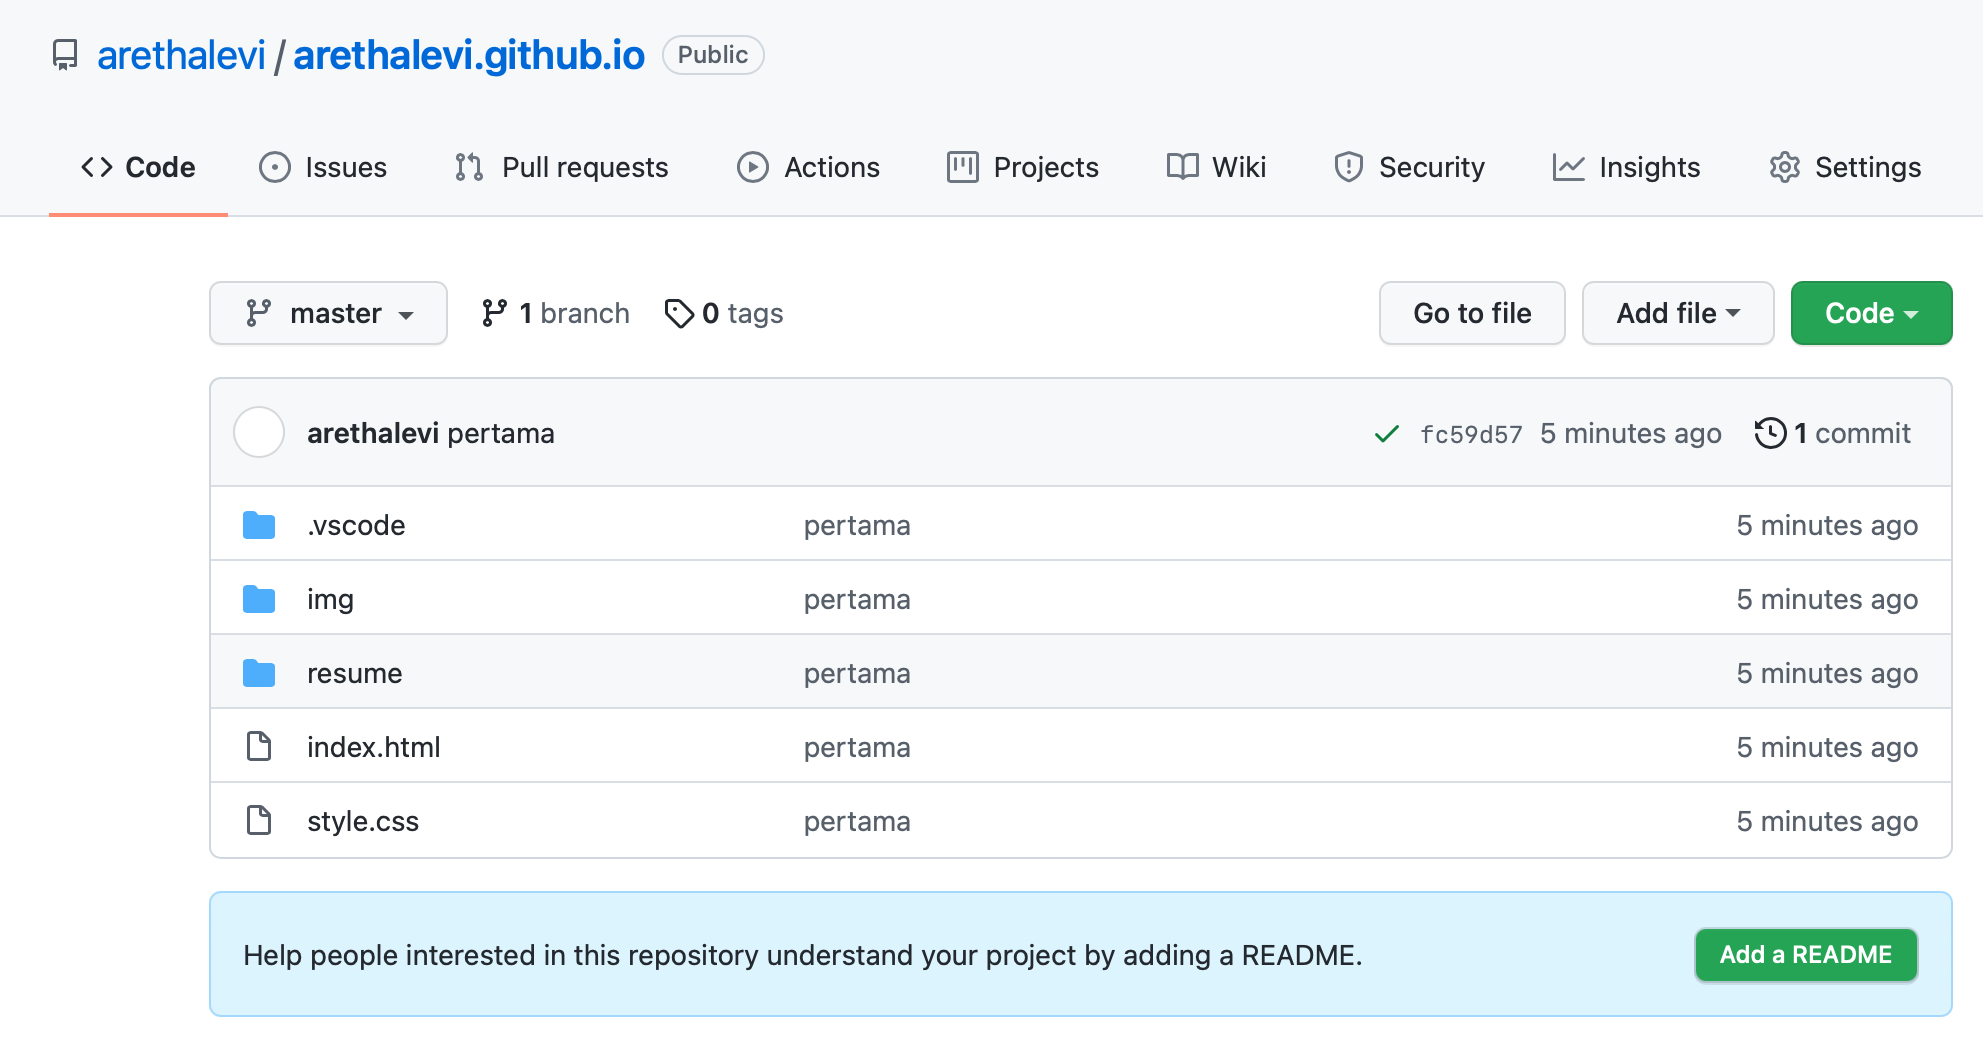 arethalevi / arethalevi.github.io Public
Code Issues Pull requests Actions Projects Wiki Security Insights Settings
master 1 branch 0 tags Go to file Add file Code
arethalevi pertama fc59d57 5 minutes ago 1 commit
.vscode pertama 5 minutes ago
img pertama 5 minutes ago
resume pertama 5 minutes ago
index.html pertama 5 minutes ago
style.css pertama 5 minutes ago
Help people interested in this repository understand your project by adding a README. Add a README